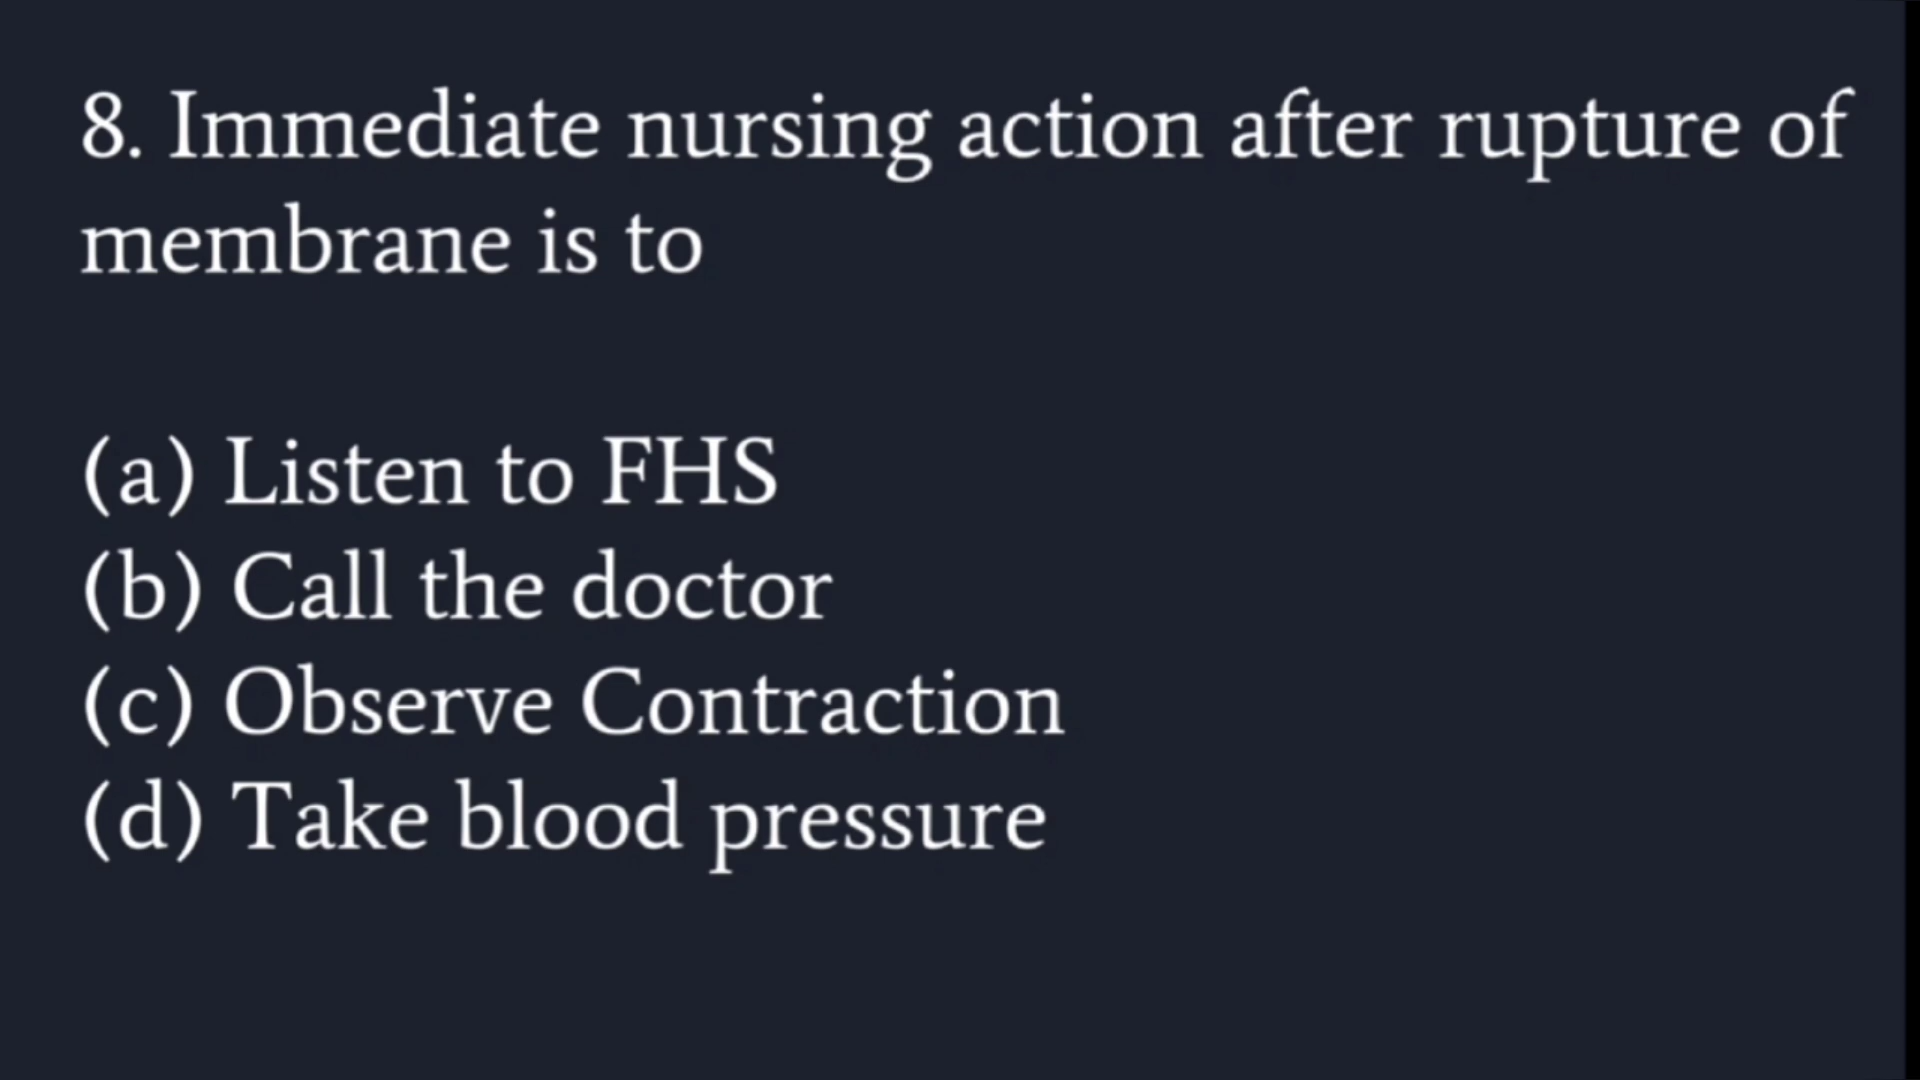 8. Immediate nursing action after rupture of
membrane is to
(a) Listen to FHS
(b) Call the doctor
(c) Observe Contraction
(d) Take blood pressure